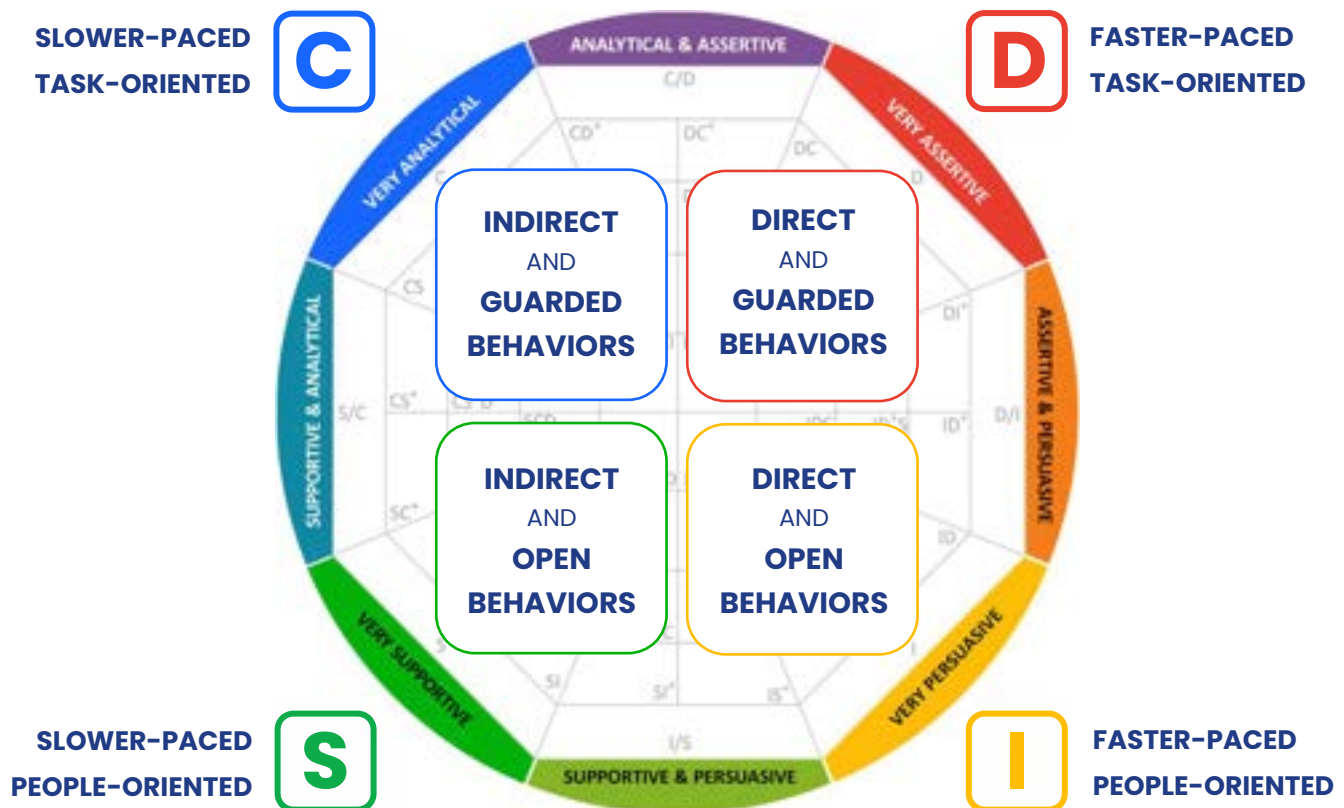 SLOWER-PACED
TASK-ORIENTED
C
ANALYTICAL & ASSERTIVE
D
FASTER-PACED
TASK-ORIENTED
C/D
VERY ANALYTICAL
VERY ASSERTIVE
CD+
DC+
DC
C
D
INDIRECT
AND
GUARDED
BEHAVIORS
DIRECT
AND
GUARDED
BEHAVIORS
CS
DI+
SUPPORTIVE & ANALYTICAL
ASSERTIVE & PERSUASIVE
S/C
CS+
ID+
D/I
INDIRECT
AND
OPEN
BEHAVIORS
DIRECT
AND
OPEN
BEHAVIORS
SC+
ID
VERY SUPPORTIVE
VERY PERSUASIVE
S
I
SI
SI+
IS+
I/S
SUPPORTIVE & PERSUASIVE
SLOWER-PACED
PEOPLE-ORIENTED
S
I
FASTER-PACED
PEOPLE-ORIENTED